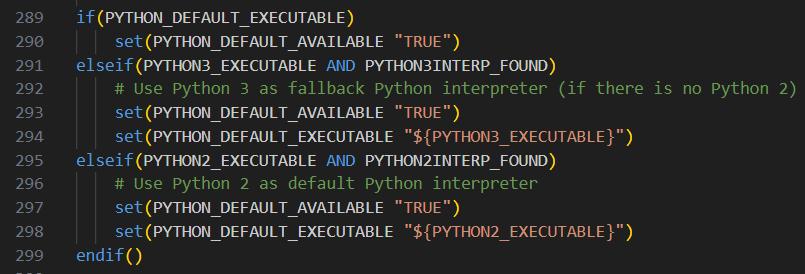 289 if(PYTHON_DEFAULT_EXECUTABLE)
290     set(PYTHON_DEFAULT_AVAILABLE "TRUE")
291 elseif(PYTHON3_EXECUTABLE AND PYTHON3INTERP_FOUND)
292     # Use Python 3 as fallback Python interpreter (if there is no Python 2)
293     set(PYTHON_DEFAULT_AVAILABLE "TRUE")
294     set(PYTHON_DEFAULT_EXECUTABLE "${PYTHON3_EXECUTABLE}")
295 elseif(PYTHON2_EXECUTABLE AND PYTHON2INTERP_FOUND)
296     # Use Python 2 as default Python interpreter
297     set(PYTHON_DEFAULT_AVAILABLE "TRUE")
298     set(PYTHON_DEFAULT_EXECUTABLE "${PYTHON2_EXECUTABLE}")
299 endif()